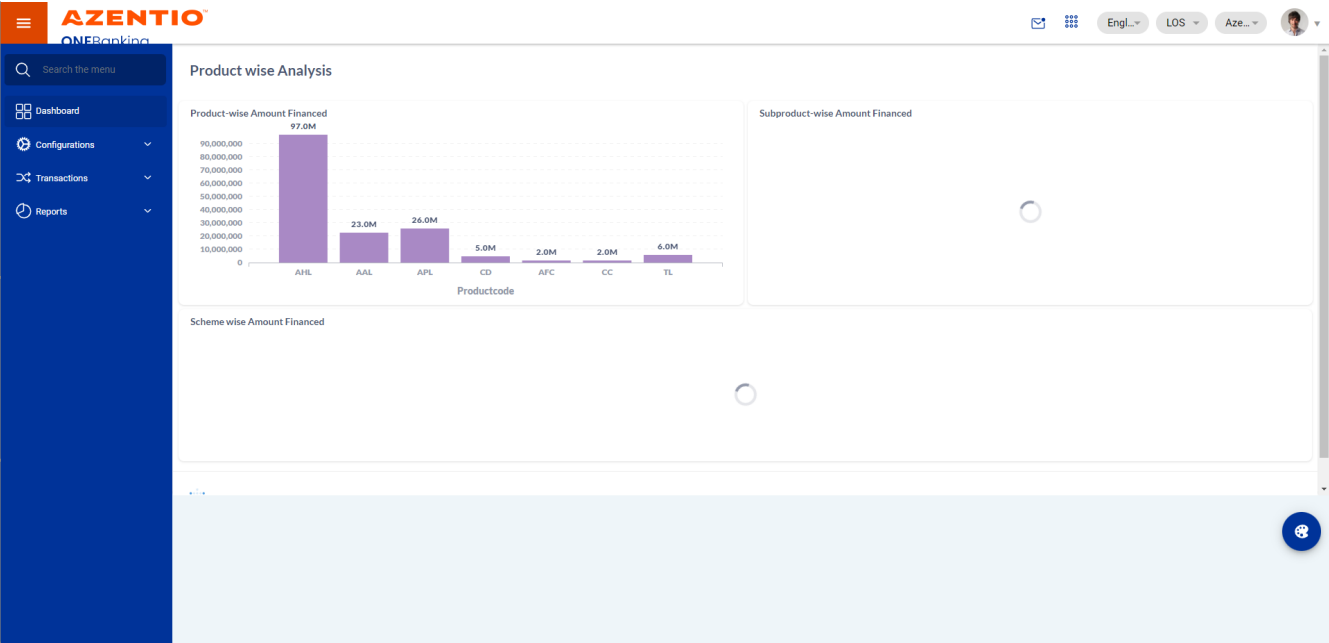 AZENTIO™
ONEBanking
Engl...
LOS
Aze...
Search the menu
Dashboard
Configurations
Transactions
Reports
Product wise Analysis
Product-wise Amount Financed
97.0M
90,000,000
80,000,000
70,000,000
60,000,000
50,000,000
40,000,000
30,000,000
20,000,000
10,000,000
0
23.0M
26.0M
5.0M
2.0M
2.0M
6.0M
AHL AAL APL CD AFC CC TL
Productcode
Subproduct-wise Amount Financed
Scheme wise Amount Financed